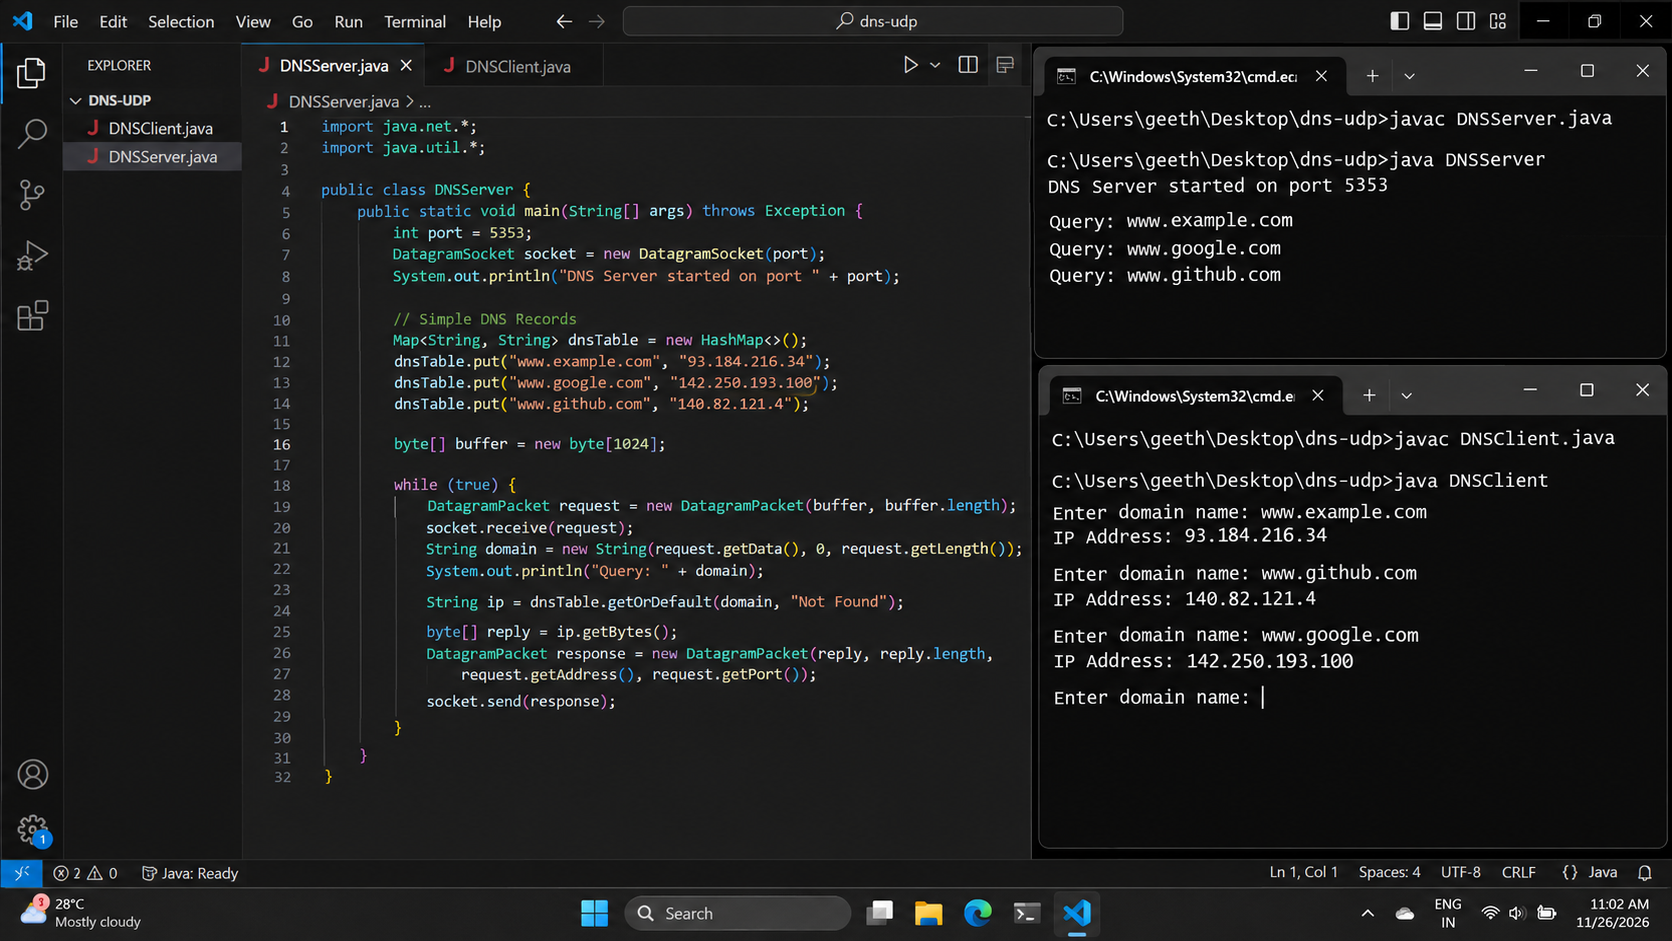 File Edit Selection View Go Run Terminal Help
dns-udp
EXPLORER
DNS-UDP
DNSClient.java
DNSServer.java
DNSServer.java
DNSClient.java
DNSServer.java > ...
1 import java.net.*;
2 import java.util.*;
3
4 public class DNSServer {
5 public static void main(String[] args) throws Exception {
6 int port = 5353;
7 DatagramSocket socket = new DatagramSocket(port);
8 System.out.println("DNS Server started on port " + port);
9
10 // Simple DNS Records
11 Map<String, String> dnsTable = new HashMap<>();
12 dnsTable.put("www.example.com", "93.184.216.34");
13 dnsTable.put("www.google.com", "142.250.193.100");
14 dnsTable.put("www.github.com", "140.82.121.4");
15
16 byte[] buffer = new byte[1024];
17
18 while (true) {
19 DatagramPacket request = new DatagramPacket(buffer, buffer.length);
20 socket.receive(request);
21 String domain = new String(request.getData(), 0, request.getLength());
22 System.out.println("Query: " + domain);
23
24 String ip = dnsTable.getOrDefault(domain, "Not Found");
25 byte[] reply = ip.getBytes();
26 DatagramPacket response = new DatagramPacket(reply, reply.length,
27 request.getAddress(), request.getPort());
28 socket.send(response);
29
30 }
31 }
32 }
C:\Windows\System32\cmd.e
C:\Users\geeth\Desktop\dns-udp>javac DNSServer.java
C:\Users\geeth\Desktop\dns-udp>java DNSServer
DNS Server started on port 5353
Query: www.example.com
Query: www.google.com
Query: www.github.com
C:\Windows\System32\cmd.e
C:\Users\geeth\Desktop\dns-udp>javac DNSClient.java
C:\Users\geeth\Desktop\dns-udp>java DNSClient
Enter domain name: www.example.com
IP Address: 93.184.216.34
Enter domain name: www.github.com
IP Address: 140.82.121.4
Enter domain name: www.google.com
IP Address: 142.250.193.100
Enter domain name:
1
2 0 Java: Ready
Ln 1, Col 1 Spaces: 4 UTF-8 CRLF {} Java
3
28°C
Mostly cloudy
Search
ENG
IN
11:02 AM
11/26/2026